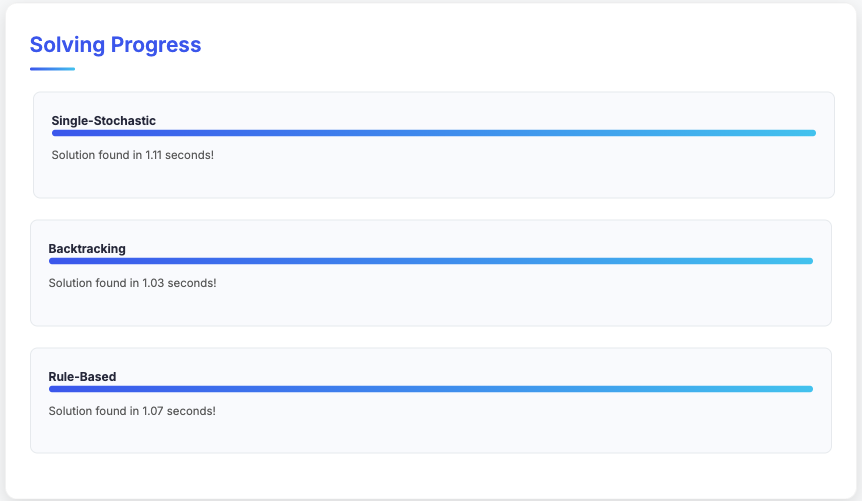 Solving Progress
Single-Stochastic
Solution found in 1.11 seconds!
Backtracking
Solution found in 1.03 seconds!
Rule-Based
Solution found in 1.07 seconds!